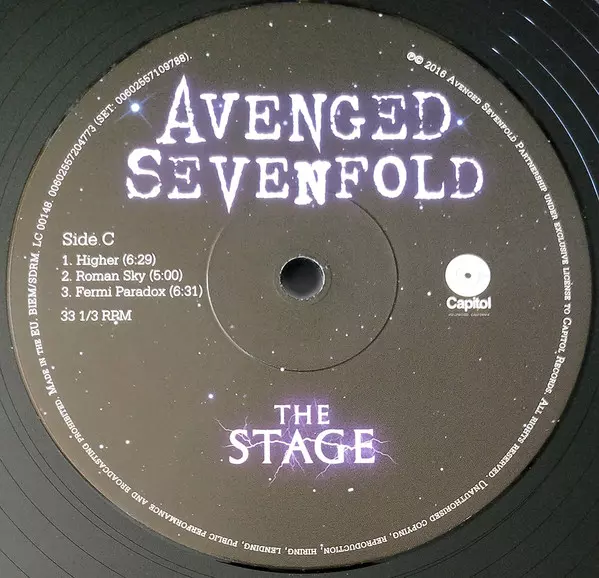 AVENGED
SEVENFOLD
Side C
1. Higher (6:29)
2. Roman Sky (5:00)
3. Fermi Paradox (6:31)
33 1/3 RPM
Capitol
THE
STAGE
℗© 2016 AVENGED SEVENFOLD PARTNERSHIP UNDER EXCLUSIVE LICENSE TO CAPITOL RECORDS. ALL RIGHTS RESERVED. UNAUTHORISED COPYING, REPRODUCTION, HIRING, LENDING, PUBLIC PERFORMANCE AND BROADCASTING PROHIBITED. MADE IN THE EU. BIEM/SDRM. LC 00148. 00602557204773 (SET: 00602557109788).